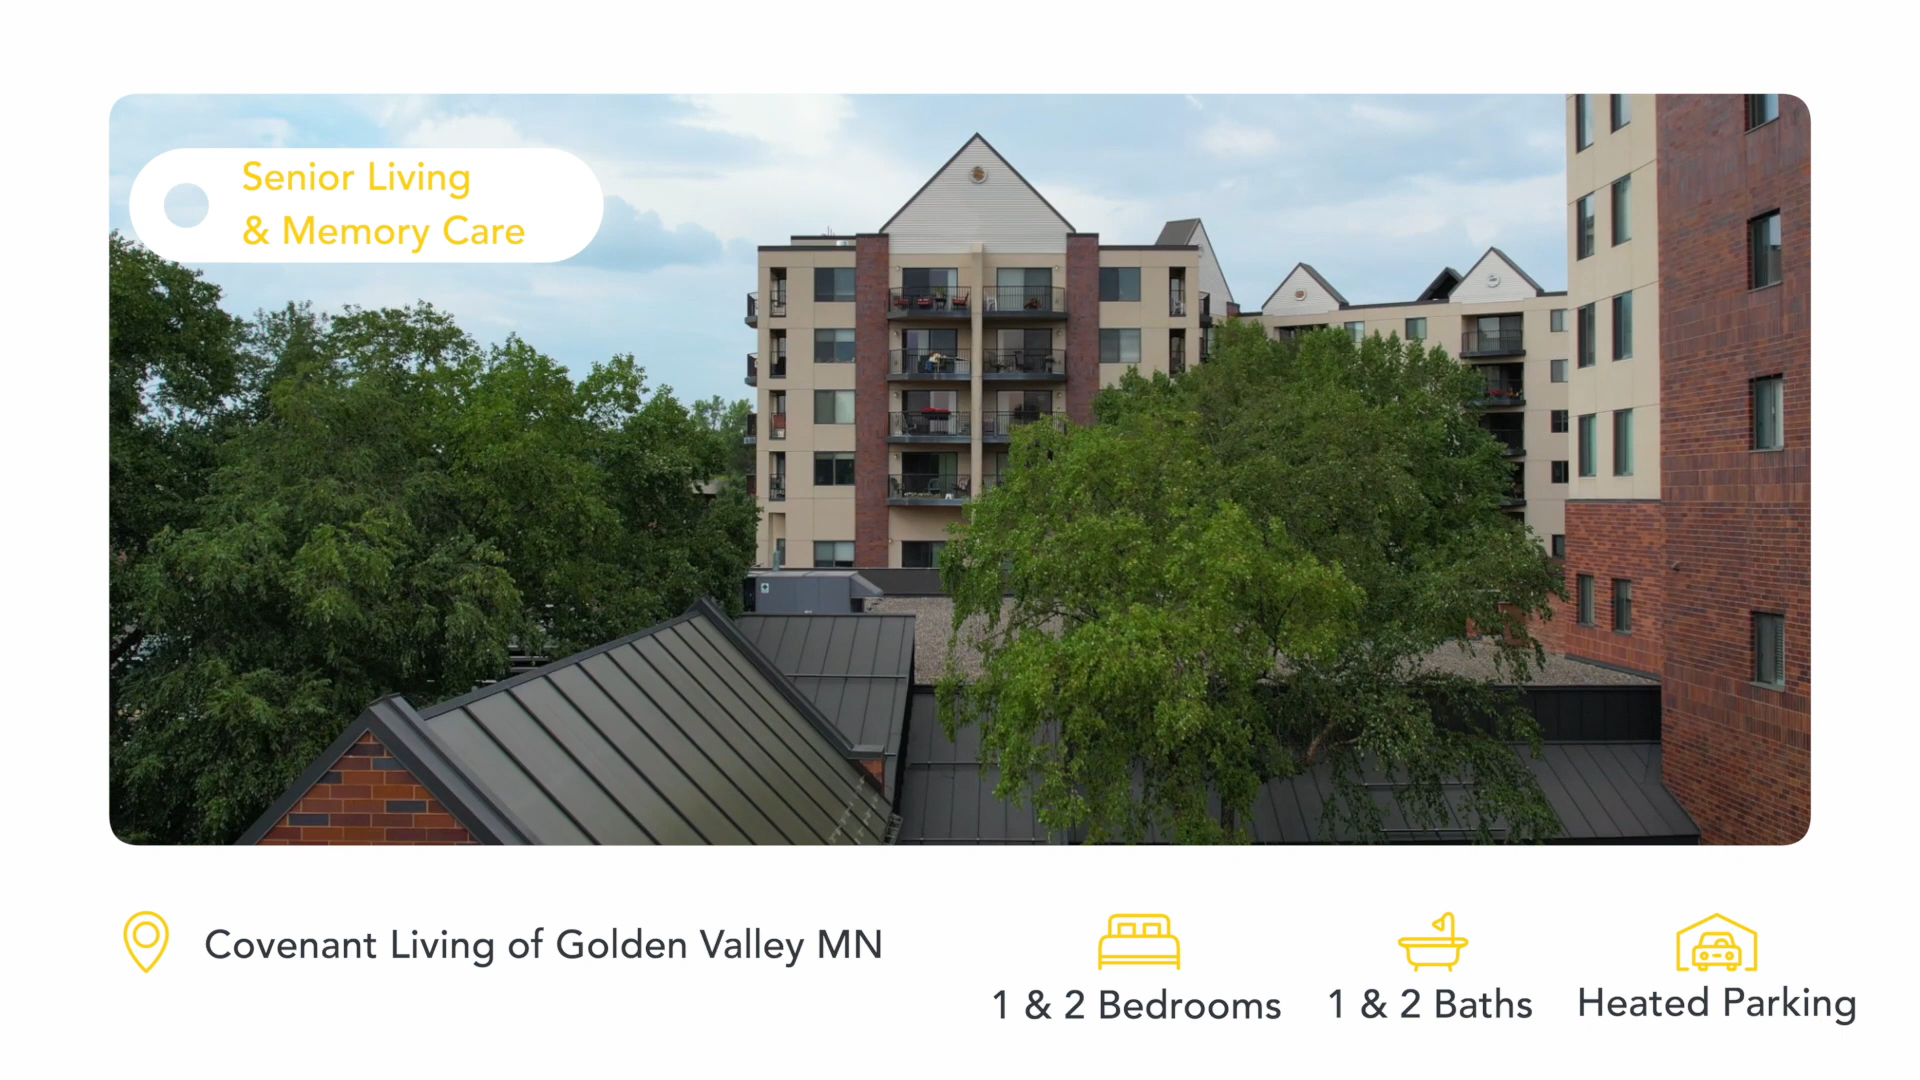 Senior Living
& Memory Care
Covenant Living of Golden Valley MN
1 & 2 Bedrooms
1 & 2 Baths
Heated Parking